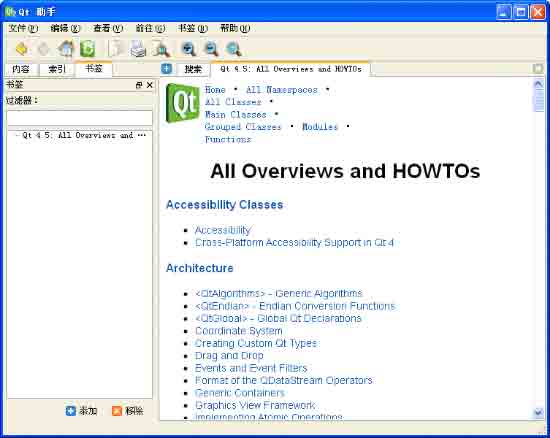 Qt 助手
文件(F) 编辑(E) 查看(V) 前往(G) 书签(B) 帮助(H)
内容 索引 书签
搜索 Qt 4.5: All Overviews and HOWTOs
书签
过滤器：
Qt 4.5: All Overviews and ···
添加 移除
Qt
Home · All Namespaces ·
All Classes ·
Main Classes ·
Grouped Classes · Modules ·
Functions
All Overviews and HOWTOs
Accessibility Classes
Accessibility
Cross-Platform Accessibility Support in Qt 4
Architecture
<QtAlgorithms> - Generic Algorithms
<QtEndian> - Endian Conversion Functions
<QtGlobal> - Global Qt Declarations
Coordinate System
Creating Custom Qt Types
Drag and Drop
Events and Event Filters
Format of the QDataStream Operators
Generic Containers
Graphics View Framework
Implementing Atomic Operations